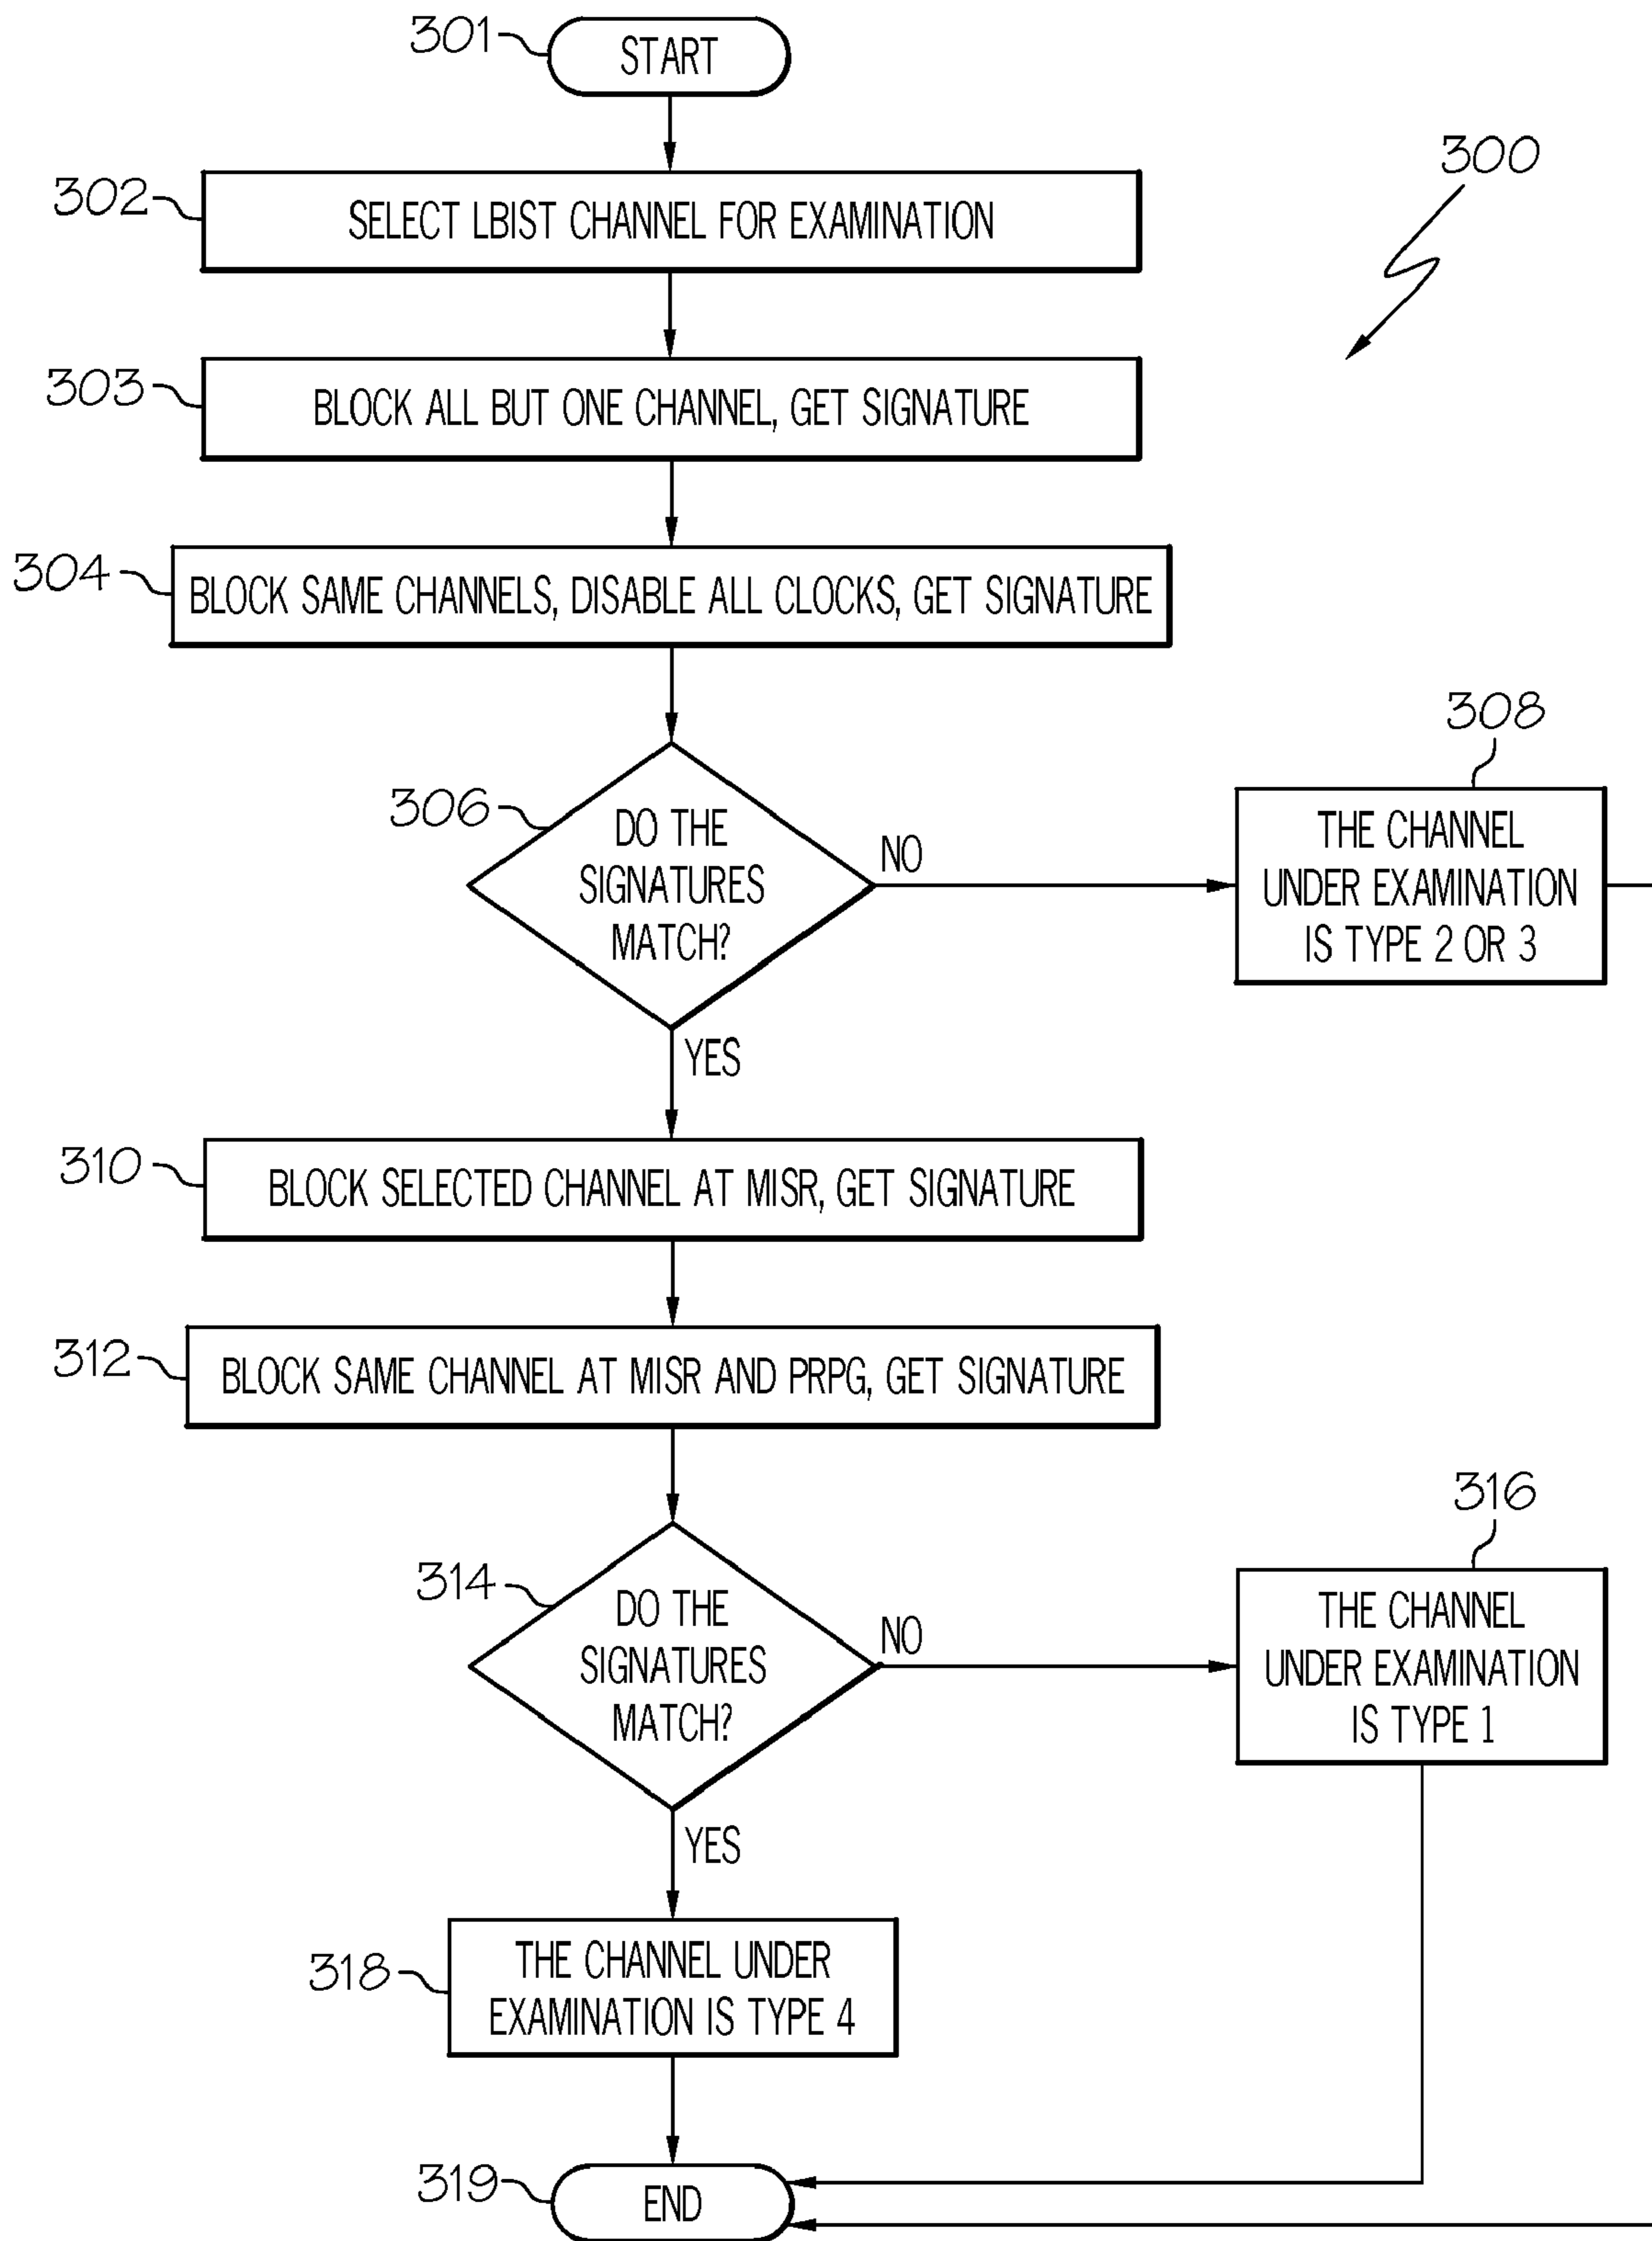 301
START
300
302
SELECT LBIST CHANNEL FOR EXAMINATION
303
BLOCK ALL BUT ONE CHANNEL, GET SIGNATURE
304
BLOCK SAME CHANNELS, DISABLE ALL CLOCKS, GET SIGNATURE
306
DO THE
SIGNATURES
MATCH?
NO
308
THE CHANNEL
UNDER EXAMINATION
IS TYPE 2 OR 3
YES
310
BLOCK SELECTED CHANNEL AT MISR, GET SIGNATURE
312
BLOCK SAME CHANNEL AT MISR AND PRPG, GET SIGNATURE
314
DO THE
SIGNATURES
MATCH?
NO
316
THE CHANNEL
UNDER EXAMINATION
IS TYPE 1
YES
318
THE CHANNEL UNDER
EXAMINATION IS TYPE 4
319
END